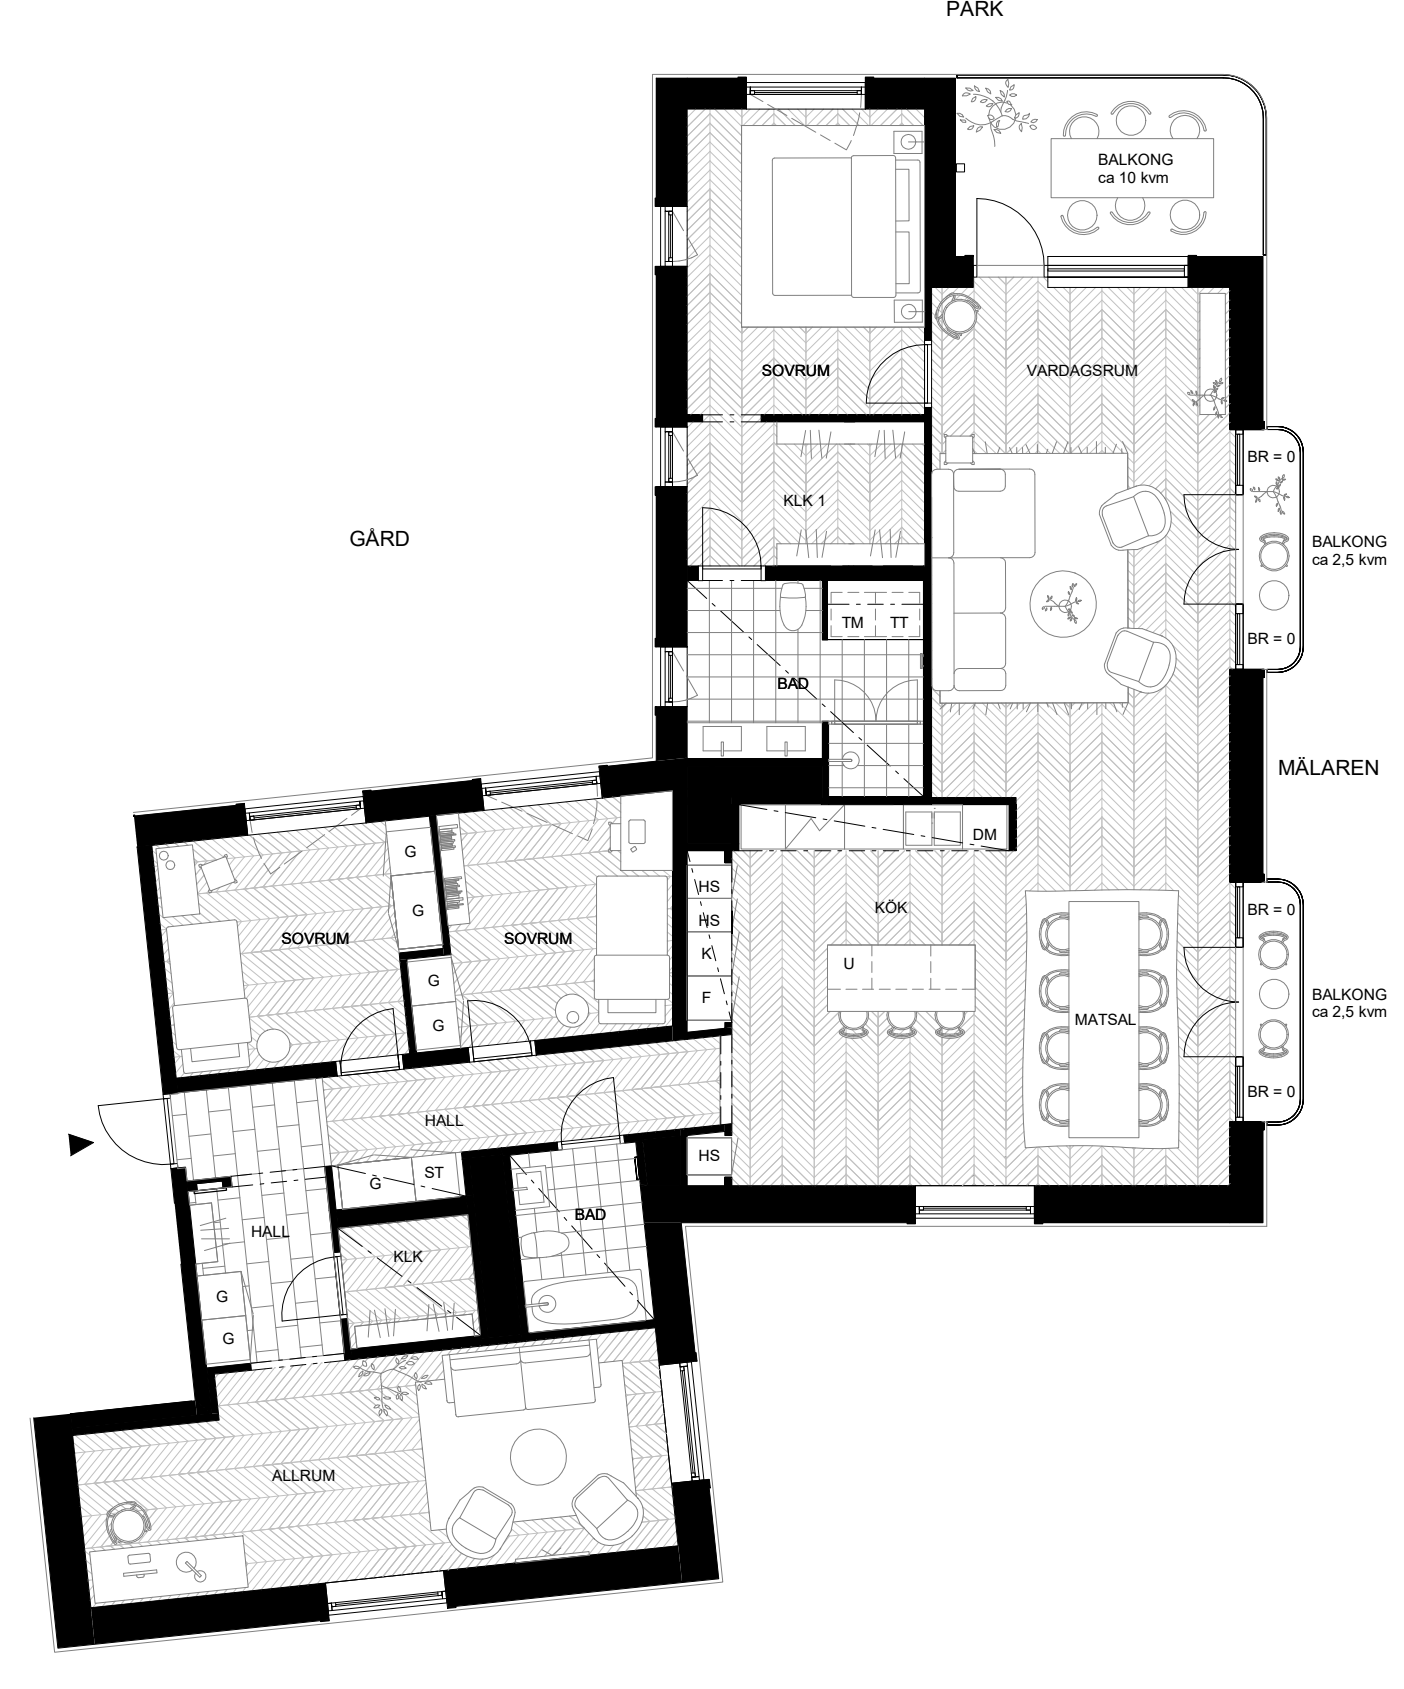 PARK
BALKONG
ca 10 kvm
SOVRUM
VARDAGSRUM
BR = 0
KLK 1
GÅRD
BALKONG
ca 2,5 kvm
TM
TT
BR = 0
BAD
MÄLAREN
DM
G
HS
G
HS
KÖK
BR = 0
SOVRUM
SOVRUM
K
U
G
F
BALKONG
ca 2,5 kvm
G
MATSAL
BR = 0
HALL
HS
ST
G
BAD
HALL
KLK
G
G
ALLRUM